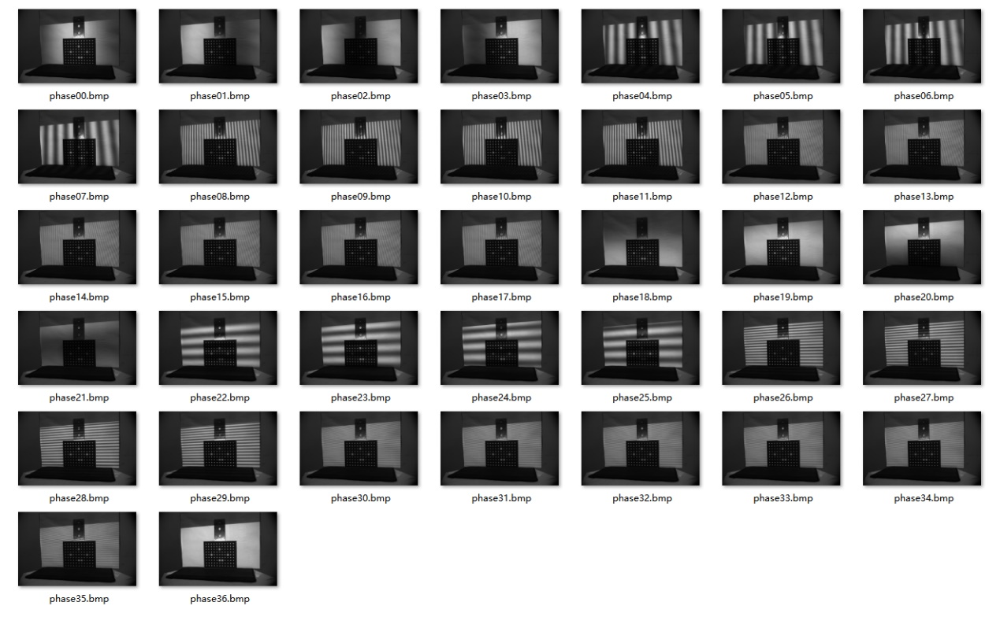 phase00.bmp phase01.bmp phase02.bmp phase03.bmp phase04.bmp phase05.bmp phase06.bmp
phase07.bmp phase08.bmp phase09.bmp phase10.bmp phase11.bmp phase12.bmp phase13.bmp
phase14.bmp phase15.bmp phase16.bmp phase17.bmp phase18.bmp phase19.bmp phase20.bmp
phase21.bmp phase22.bmp phase23.bmp phase24.bmp phase25.bmp phase26.bmp phase27.bmp
phase28.bmp phase29.bmp phase30.bmp phase31.bmp phase32.bmp phase33.bmp phase34.bmp
phase35.bmp phase36.bmp